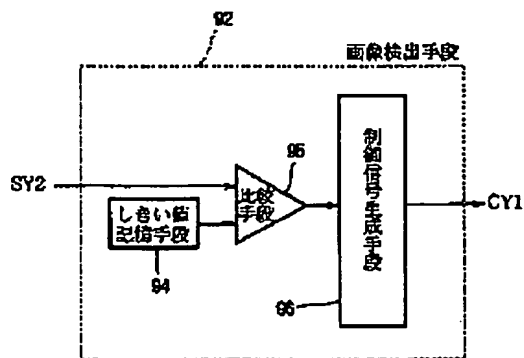 92
画像検出手段
SY2
しきい値
記憶手段
94
比較
手段
95
制御信号生成手段
96
CY1